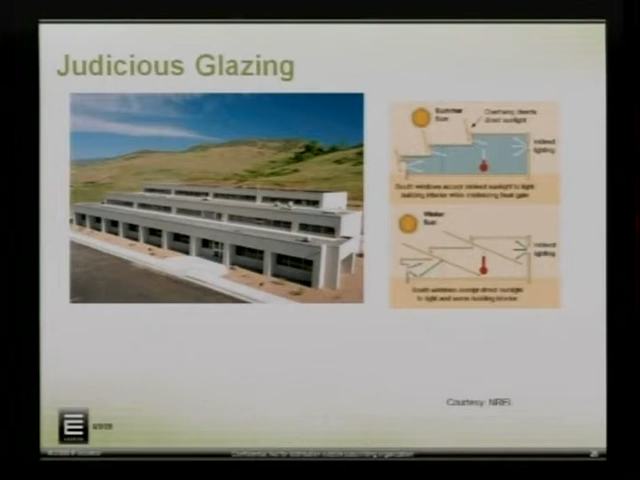 Judicious Glazing
Summer
Sun
Overhang
direct sunlight
Indirect
lighting
South windows accept indirect sunlight to light
building interior while minimizing heat gain
Winter
Sun
Indirect
lighting
South windows accept direct sunlight
to light and warm building interior
Courtesy: NREL